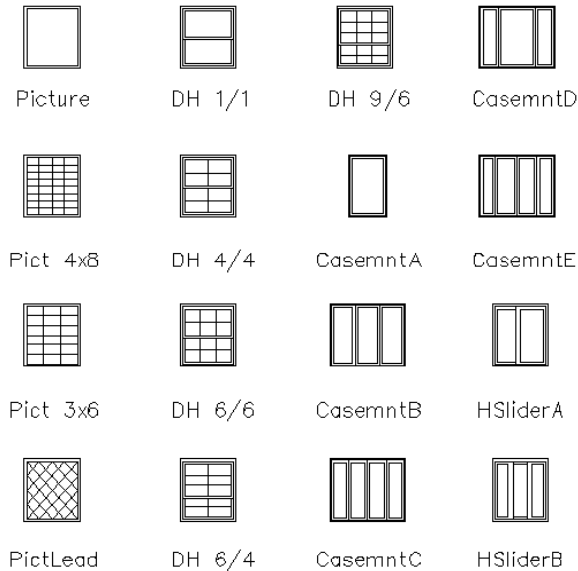 Picture DH 1/1 DH 9/6 CasemntD
Pict 4x8 DH 4/4 CasemntA CasemntE
Pict 3x6 DH 6/6 CasemntB HSliderA
PictLead DH 6/4 CasemntC HSliderB